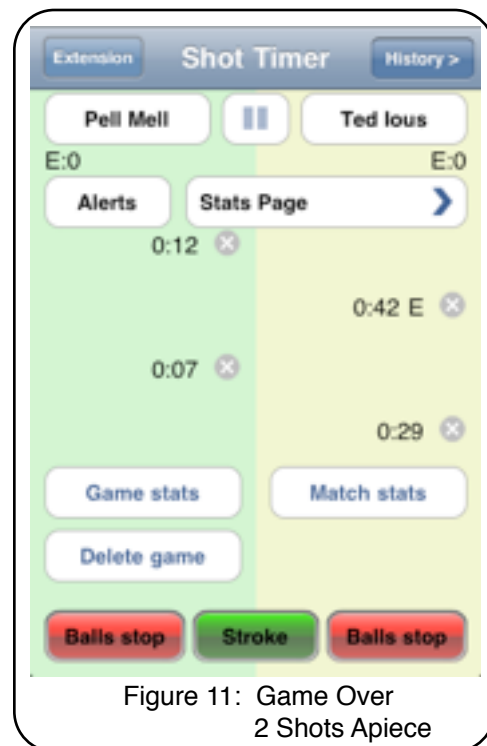 Extension Shot Timer History >
Pell Mell Ted Ious
E:0 E:0
Alerts Stats Page
0:12
0:42 E
0:07
0:29
Game stats Match stats
Delete game
Balls stop Stroke Balls stop
Figure 11: Game Over
2 Shots Apiece